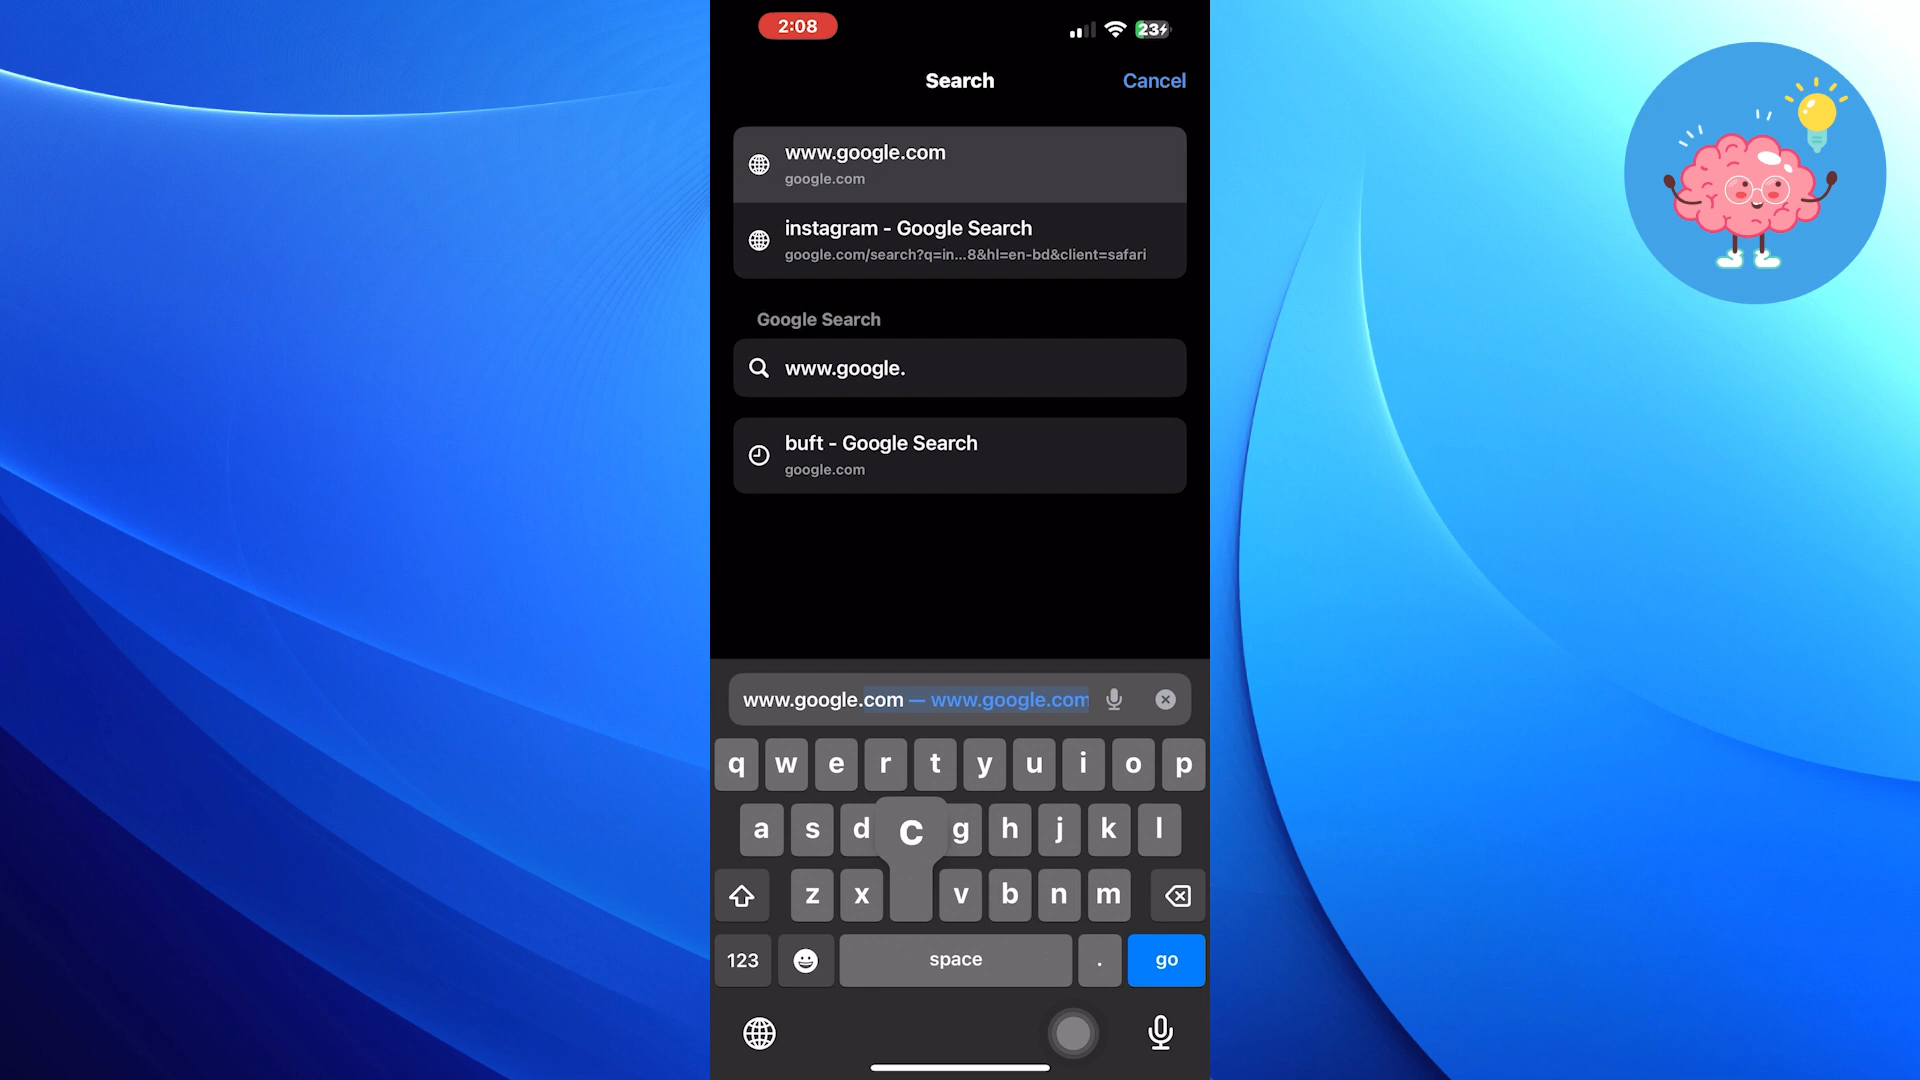 2:08
23
Search
Cancel
www.google.com
google.com
instagram - Google Search
google.com/search?q=in...8&hl=en-bd&client=safari
Google Search
www.google.
buft - Google Search
google.com
www.google.com — www.google.com
q w e r t y u i o p
a s d c g h j k l
z x v b n m
123 space . go